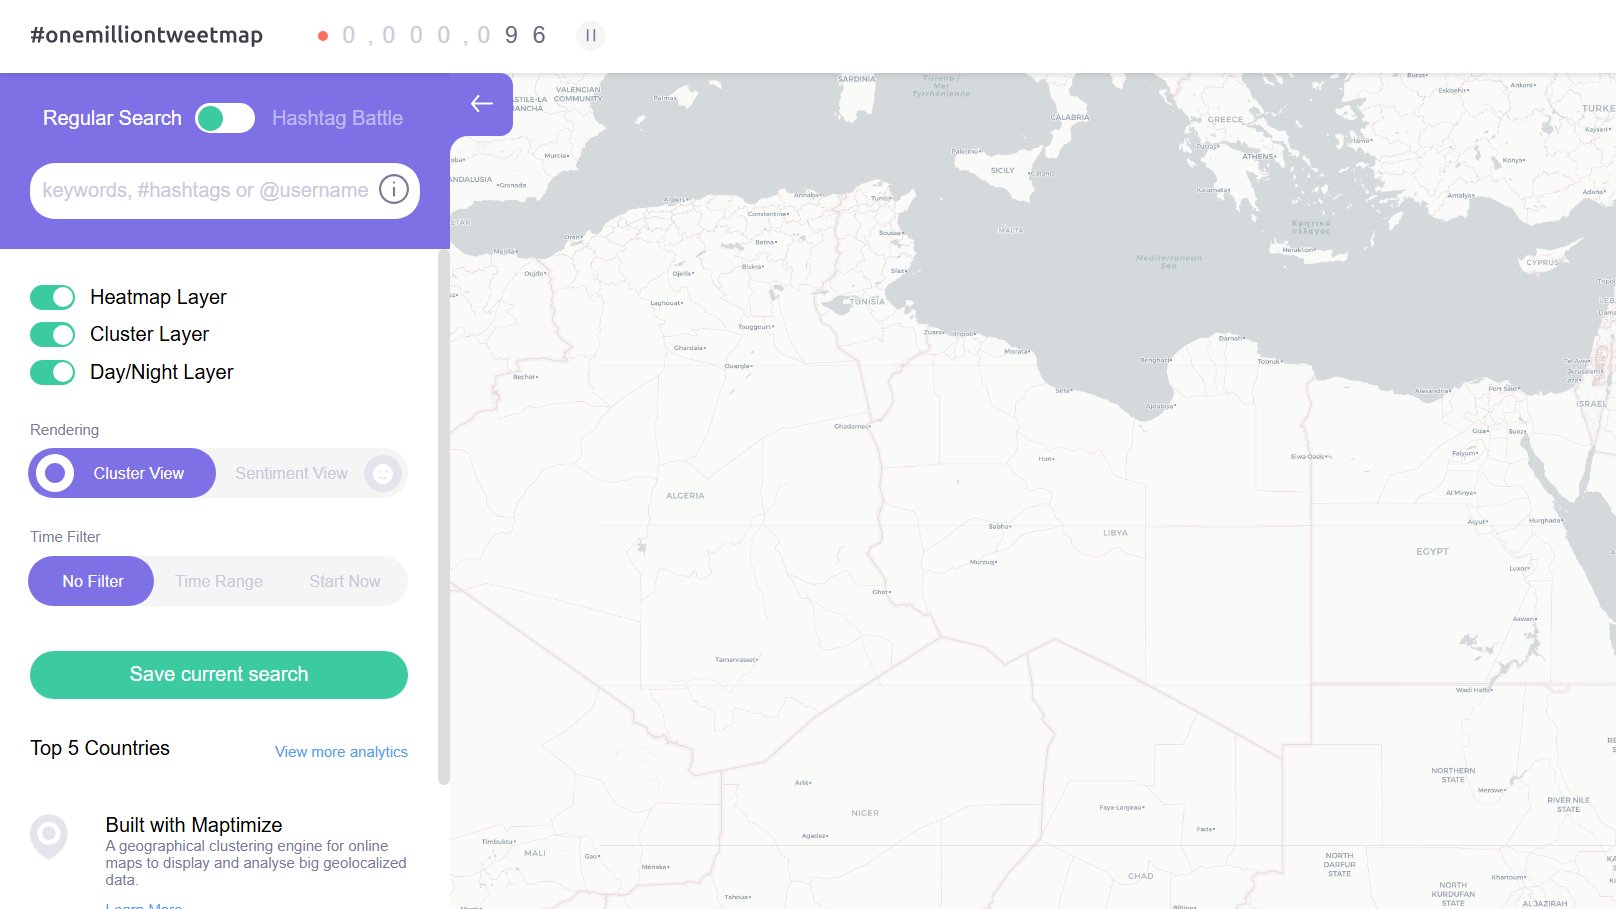 #onemilliontweetmap
0,000,096
Regular Search
Hashtag Battle
keywords, #hashtags or @username
Heatmap Layer
Cluster Layer
Day/Night Layer
Rendering
Cluster View
Sentiment View
Time Filter
No Filter
Time Range
Start Now
Save current search
Top 5 Countries
View more analytics
Built with Maptimize
A geographical clustering engine for online
maps to display and analyse big geolocalized
data.
Learn More
SARDINIA
Tirreno /
Mer
Tyrrhénienne
VALENCIAN
COMMUNITY
Palma
CALABRIA
GREECE
Bursa
Eskisehir
Ankara
Kayseri
Murcia
Granada
Palermo
SICILY
Catania
Patras
ATHENS
Kalamata
Izmir
Konya
Antalya
Adana
Algiers
Annaba
Tunis
Constantine
Oran
Batna
Sousse
MALTA
Κρητικό
πέλαγος
Heraklion
Melilla
Oujda
Djelfa
Biskra
Sfax
Mediterranean
Sea
CYPRUS
Laghouat
TUNISIA
Touggourt
Zuara
Tripoli
Ghardaia
Misrata
Darnah
Benghazi
Tobruk
Tel Aviv
Jerusalem
Gaza
Bechar
Ouargla
Sirte
Ajdabiya
Alexandria
Port Said
ISRAEL
Ghadames
Giza
Suez
Hun
Siwa Oasis
Faiyum
ALGERIA
Al Minya
Sabha
LIBYA
Asyut
Hurghada
Murzuq
EGYPT
Luxor
Ghat
Aswan
Tamanrasset
Wadi Halfa
Arlit
NORTHERN
STATE
Merowe
NIGER
Faya-Largeau
RIVER NILE
STATE
Agadez
Fada
Timbuktu
MALI
Gao
Ménaka
NORTH
DARFUR
STATE
CHAD
Khartoum
NORTH
KURDUFAN
STATE
Tahoua
ALJAZIRAH